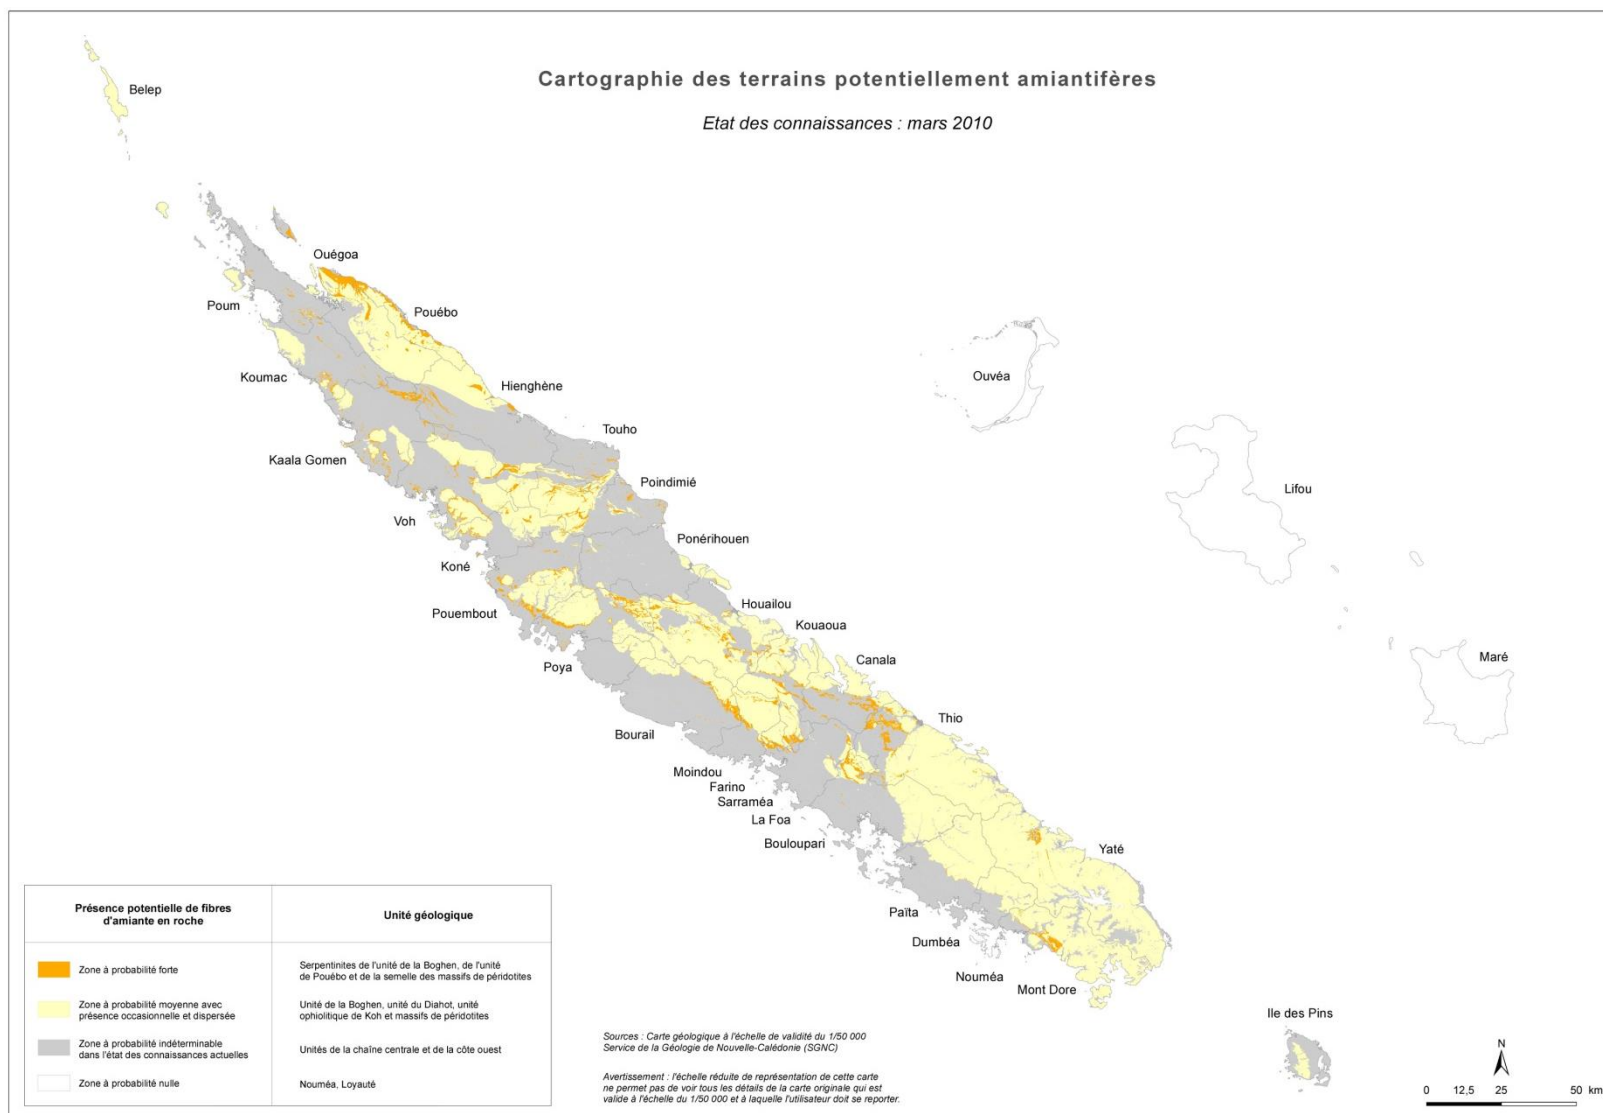 Cartographie des terrains potentiellement amiantifères
Etat des connaissances : mars 2010
Belep
Ouégoa
Poum
Pouébo
Koumac
Hienghène
Ouvéa
Touho
Kaala Gomen
Poindimié
Lifou
Voh
Ponérihouen
Koné
Houailou
Pouembout
Kouaoua
Canala
Poya
Maré
Thio
Bourail
Moindou
Farino
Sarraméa
La Foa
Bouloupari
Yaté
Païta
Dumbéa
Nouméa
Mont Dore
Ile des Pins
Présence potentielle de fibres
d'amiante en roche
Unité géologique
Zone à probabilité forte
Serpentinites de l'unité de la Boghen, de l'unité
de Pouébo et de la semelle des massifs de péridotites
Zone à probabilité moyenne avec
présence occasionnelle et dispersée
Unité de la Boghen, unité du Diahot, unité
ophiolitique de Koh et massifs de péridotites
Zone à probabilité indéterminable
dans l'état des connaissances actuelles
Unités de la chaîne centrale et de la côte ouest
Zone à probabilité nulle
Nouméa, Loyauté
Sources : Carte géologique à l'échelle de validité du 1/50 000
Service de la Géologie de Nouvelle-Calédonie (SGNC)
Avertissement : l'échelle réduite de représentation de cette carte
ne permet pas de voir tous les détails de la carte originale qui est
valide à l'échelle du 1/50 000 et à laquelle l'utilisateur doit se reporter.
N
0 12,5 25 50 km